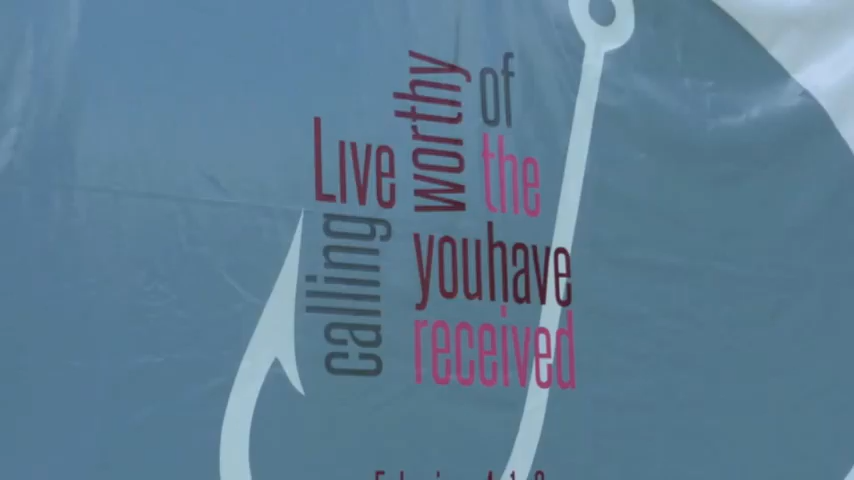 Live
worthy
of
the
calling
youhave
received